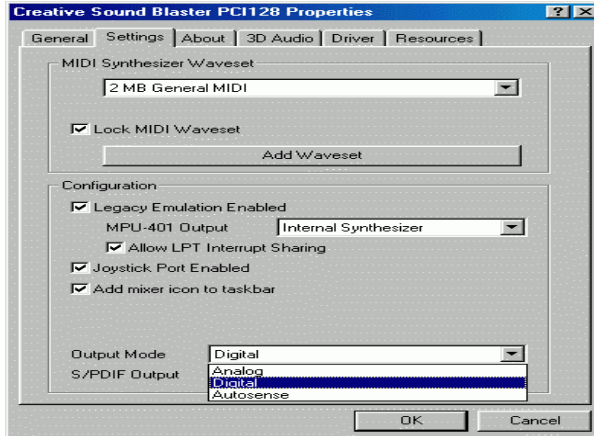 Creative Sound Blaster PCI128 Properties
General Settings About 3D Audio Driver Resources
MIDI Synthesizer Waveset
2 MB General MIDI
Lock MIDI Waveset
Add Waveset
Configuration
Legacy Emulation Enabled
MPU-401 Output Internal Synthesizer
Allow LPT Interrupt Sharing
Joystick Port Enabled
Add mixer icon to taskbar
Output Mode Digital
S/PDIF Output Analog
Digital
Autosense
OK Cancel